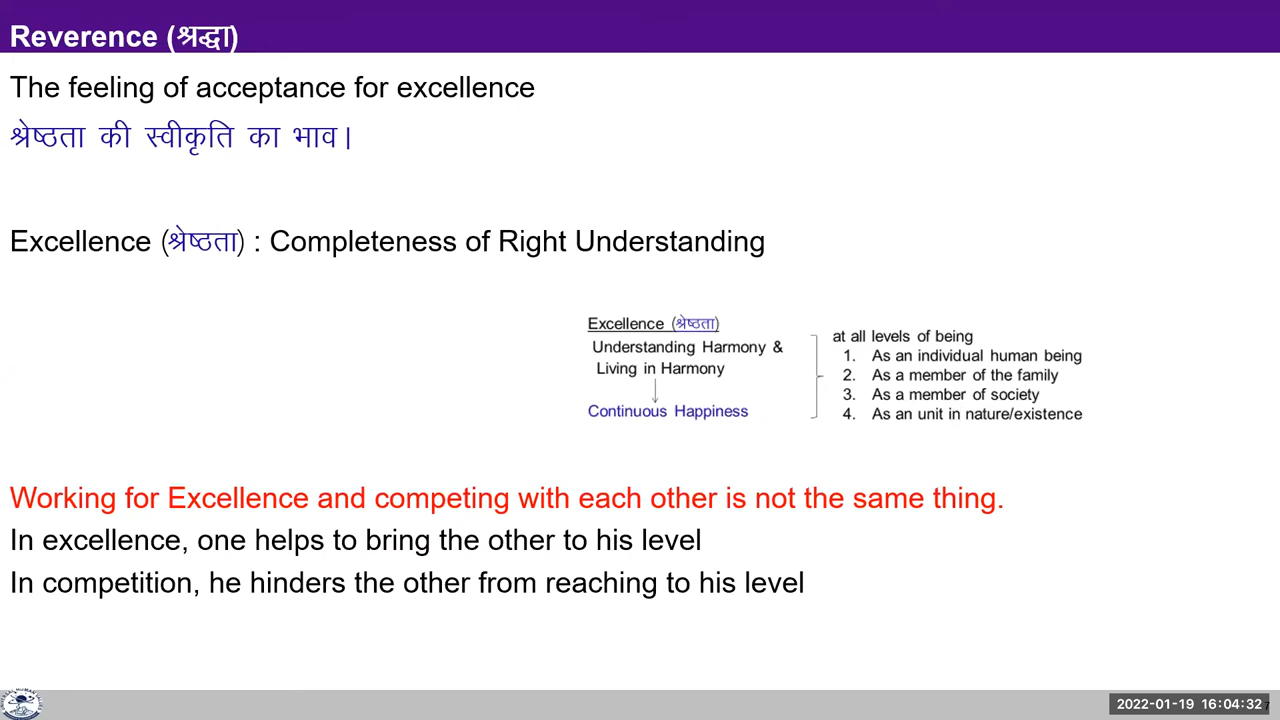 Reverence (श्रद्धा)
The feeling of acceptance for excellence
श्रेष्ठता की स्वीकृति का भाव।
Excellence (श्रेष्ठता) : Completeness of Right Understanding
Excellence (श्रेष्ठता)
Understanding Harmony &
Living in Harmony
Continuous Happiness
at all levels of being
1. As an individual human being
2. As a member of the family
3. As a member of society
4. As an unit in nature/existence
Working for Excellence and competing with each other is not the same thing.
In excellence, one helps to bring the other to his level
In competition, he hinders the other from reaching to his level
2022-01-19 16:04:32
7